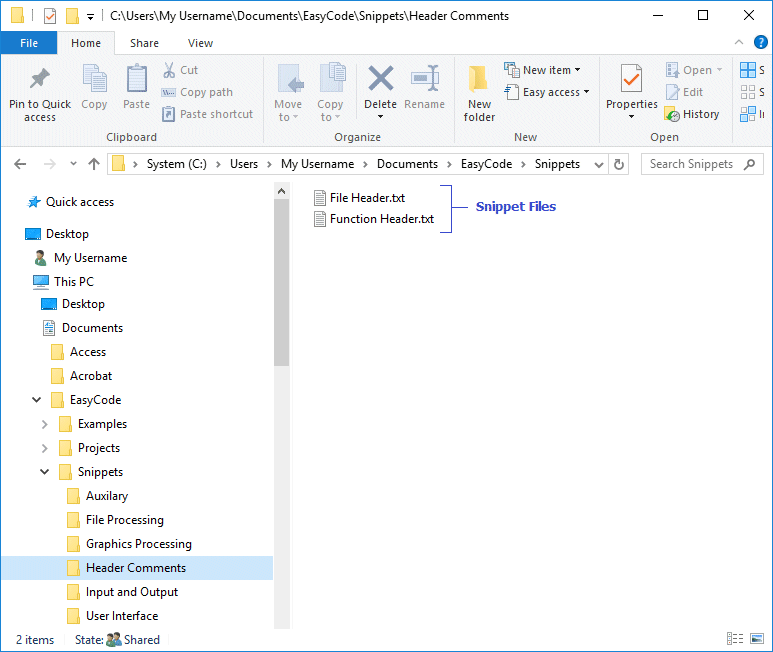 C:\Users\My Username\Documents\EasyCode\Snippets\Header Comments
File Home Share View
?
Pin to Quick access
Copy
Paste
Cut
Copy path
Paste shortcut
Move to
Copy to
Delete
Rename
New folder
New item
Easy access
Properties
Open
Edit
History
S
S
In
Clipboard Organize New Open
System (C:) Users My Username Documents EasyCode Snippets
Search Snippets
Quick access
Desktop
My Username
This PC
Desktop
Documents
Access
Acrobat
EasyCode
Examples
Projects
Snippets
Auxilary
File Processing
Graphics Processing
Header Comments
Input and Output
User Interface
File Header.txt
Function Header.txt
Snippet Files
2 items State: Shared